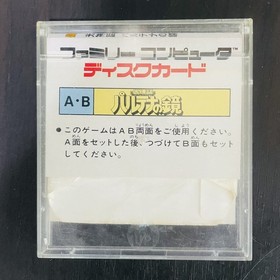 ファミリー コンピュータ™
ディスクカード
A・B パルテナの鏡
●このゲームはAB両面をご使用ください。
A面をセットした後、つづけてB面もセット
してください。